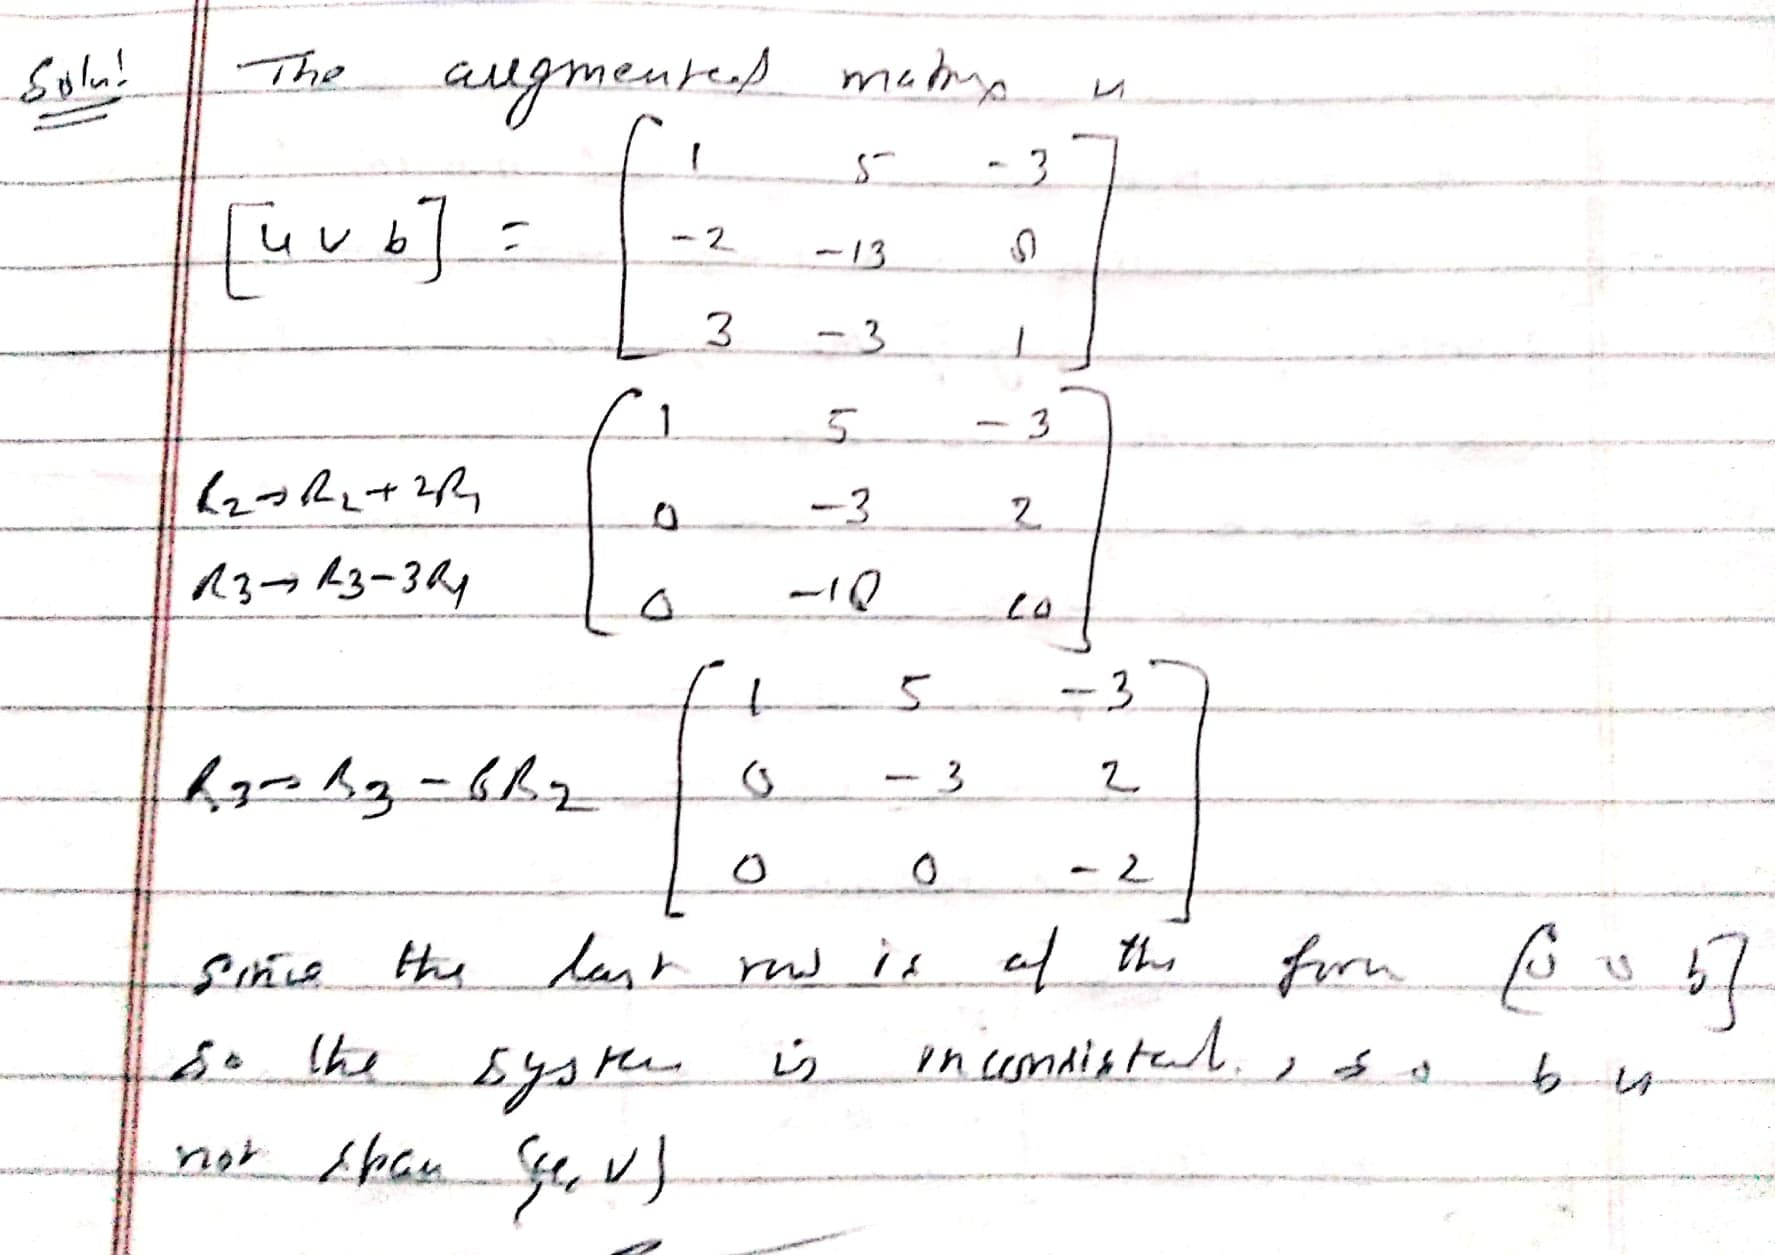 Soln: The augmented matrix is
[u v b] = [1 5 -3
-2 -13 8
3 -3 1]
R2→R2+2R1
R3→R3-3R1
[1 5 -3
0 -3 2
0 -18 10]
R3→R3-6R2
[1 5 -3
0 -3 2
0 0 -2]
since the last row is of the form [0 0 b]
so the system is inconsistent, so b is
not span {u, v}